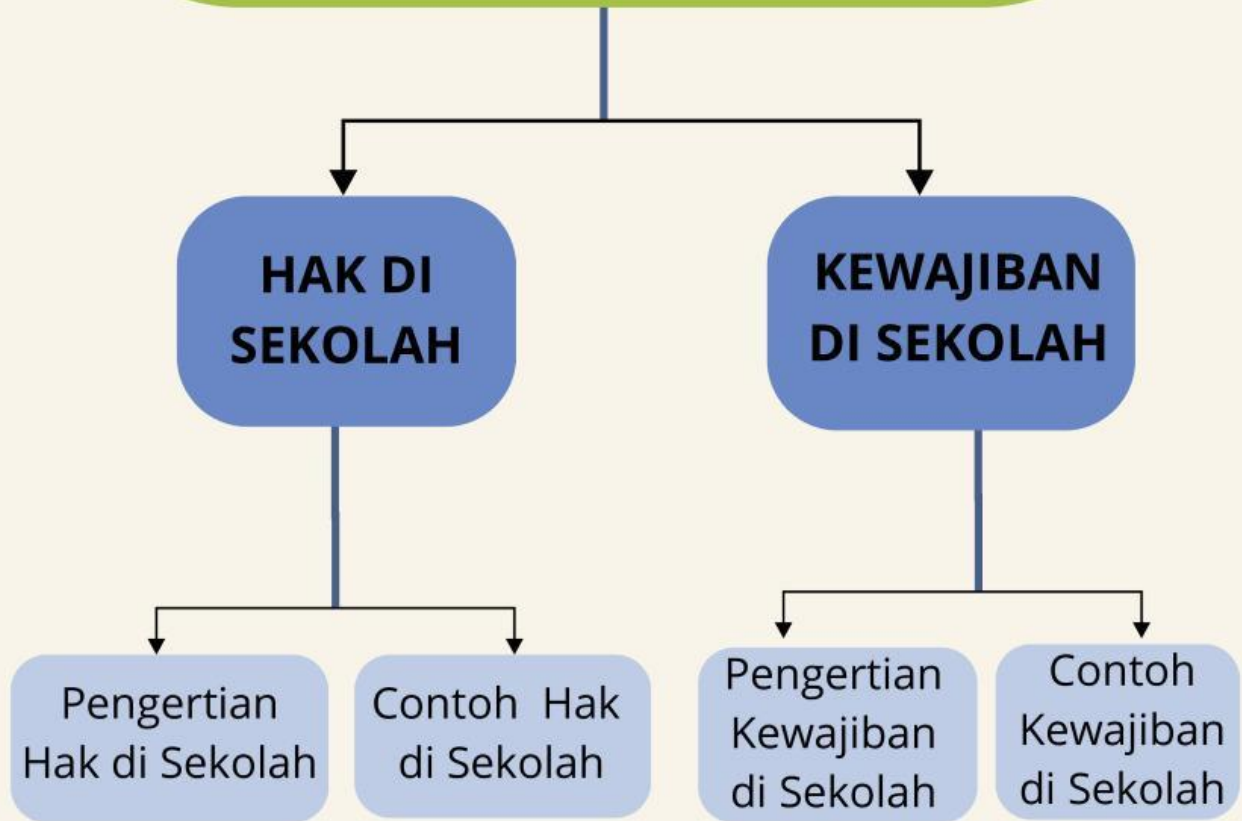 HAK DI
SEKOLAH
KEWAJIBAN
DI SEKOLAH
Pengertian
Hak di Sekolah
Contoh Hak
di Sekolah
Pengertian
Kewajiban
di Sekolah
Contoh
Kewajiban
di Sekolah